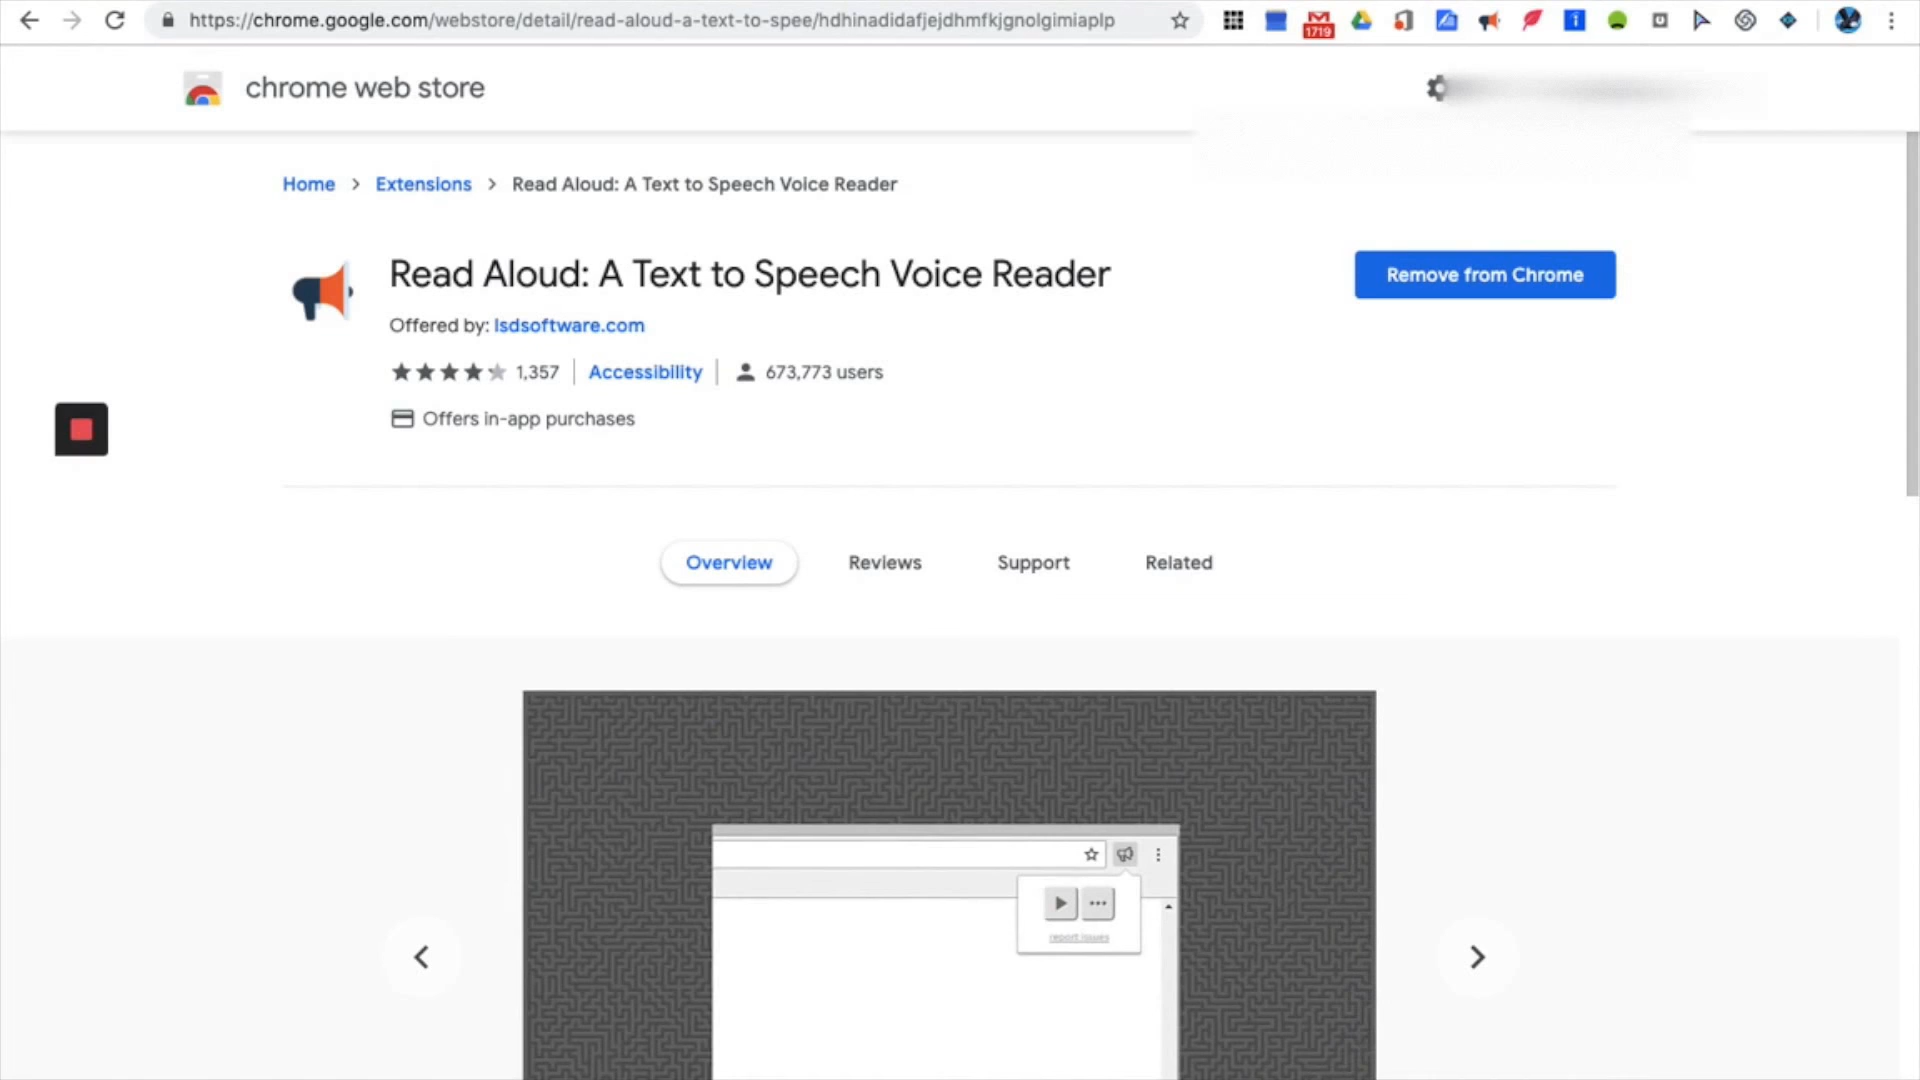 https://chrome.google.com/webstore/detail/read-aloud-a-text-to-spee/hdhinadidafjejdhmfkjgnolgimiaplp
1719
chrome web store
Home > Extensions > Read Aloud: A Text to Speech Voice Reader
Read Aloud: A Text to Speech Voice Reader
Remove from Chrome
Offered by: lsdsoftware.com
1,357 | Accessibility | 673,773 users
Offers in-app purchases
Overview Reviews Support Related
report issues